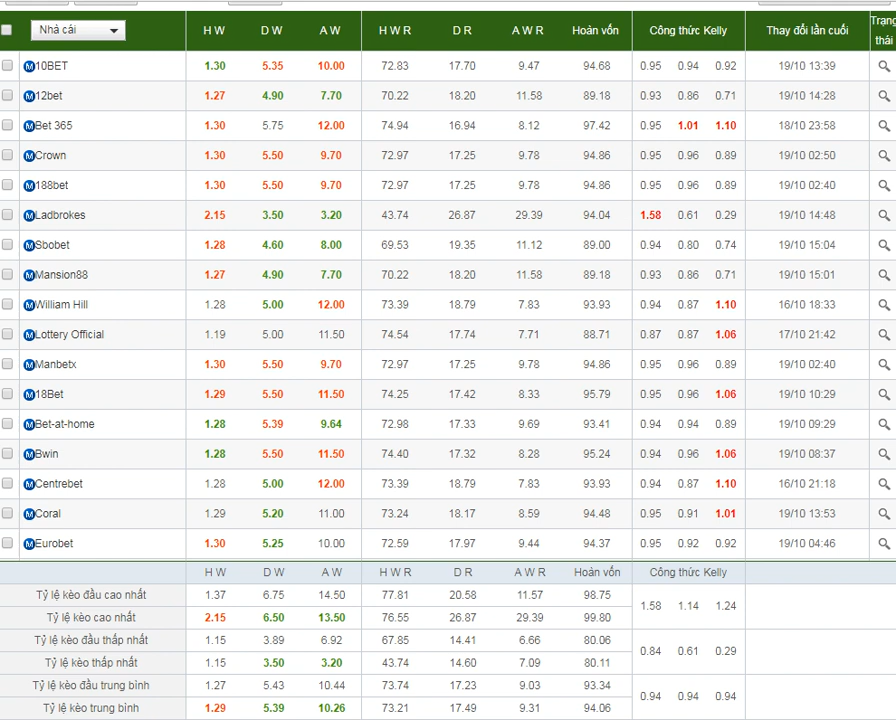 Nhà cái H W D W A W H W R D R A W R Hoàn vốn Công thức Kelly Thay đổi lần cuối Trạng thái
10BET 1.30 5.35 10.00 72.83 17.70 9.47 94.68 0.95 0.94 0.92 19/10 13:39
12bet 1.27 4.90 7.70 70.22 18.20 11.58 89.18 0.93 0.86 0.71 19/10 14:28
Bet 365 1.30 5.75 12.00 74.94 16.94 8.12 97.42 0.95 1.01 1.10 18/10 23:58
Crown 1.30 5.50 9.70 72.97 17.25 9.78 94.86 0.95 0.96 0.89 19/10 02:50
188bet 1.30 5.50 9.70 72.97 17.25 9.78 94.86 0.95 0.96 0.89 19/10 02:40
Ladbrokes 2.15 3.50 3.20 43.74 26.87 29.39 94.04 1.58 0.61 0.29 19/10 14:48
Sbobet 1.28 4.60 8.00 69.53 19.35 11.12 89.00 0.94 0.80 0.74 19/10 15:04
Mansion88 1.27 4.90 7.70 70.22 18.20 11.58 89.18 0.93 0.86 0.71 19/10 15:01
William Hill 1.28 5.00 12.00 73.39 18.79 7.83 93.93 0.94 0.87 1.10 16/10 18:33
Lottery Official 1.19 5.00 11.50 74.54 17.74 7.71 88.71 0.87 0.87 1.06 17/10 21:42
Manbetx 1.30 5.50 9.70 72.97 17.25 9.78 94.86 0.95 0.96 0.89 19/10 02:40
18Bet 1.29 5.50 11.50 74.25 17.42 8.33 95.79 0.95 0.96 1.06 19/10 10:29
Bet-at-home 1.28 5.39 9.64 72.98 17.33 9.69 93.41 0.94 0.94 0.89 19/10 09:29
Bwin 1.28 5.50 11.50 74.40 17.32 8.28 95.24 0.94 0.96 1.06 19/10 08:37
Centrebet 1.28 5.00 12.00 73.39 18.79 7.83 93.93 0.94 0.87 1.10 16/10 21:18
Coral 1.29 5.20 11.00 73.24 18.17 8.59 94.48 0.95 0.91 1.01 19/10 13:53
Eurobet 1.30 5.25 10.00 72.59 17.97 9.44 94.37 0.95 0.92 0.92 19/10 04:46
H W D W A W H W R D R A W R Hoàn vốn Công thức Kelly
Tỷ lệ kèo đầu cao nhất 1.37 6.75 14.50 77.81 20.58 11.57 98.75
1.58 1.14 1.24
Tỷ lệ kèo cao nhất 2.15 6.50 13.50 76.55 26.87 29.39 99.80
Tỷ lệ kèo đầu thấp nhất 1.15 3.89 6.92 67.85 14.41 6.66 80.06
0.84 0.61 0.29
Tỷ lệ kèo thấp nhất 1.15 3.50 3.20 43.74 14.60 7.09 80.11
Tỷ lệ kèo đầu trung bình 1.27 5.43 10.44 73.74 17.23 9.03 93.34
0.94 0.94 0.94
Tỷ lệ kèo trung bình 1.29 5.39 10.26 73.21 17.49 9.31 94.06